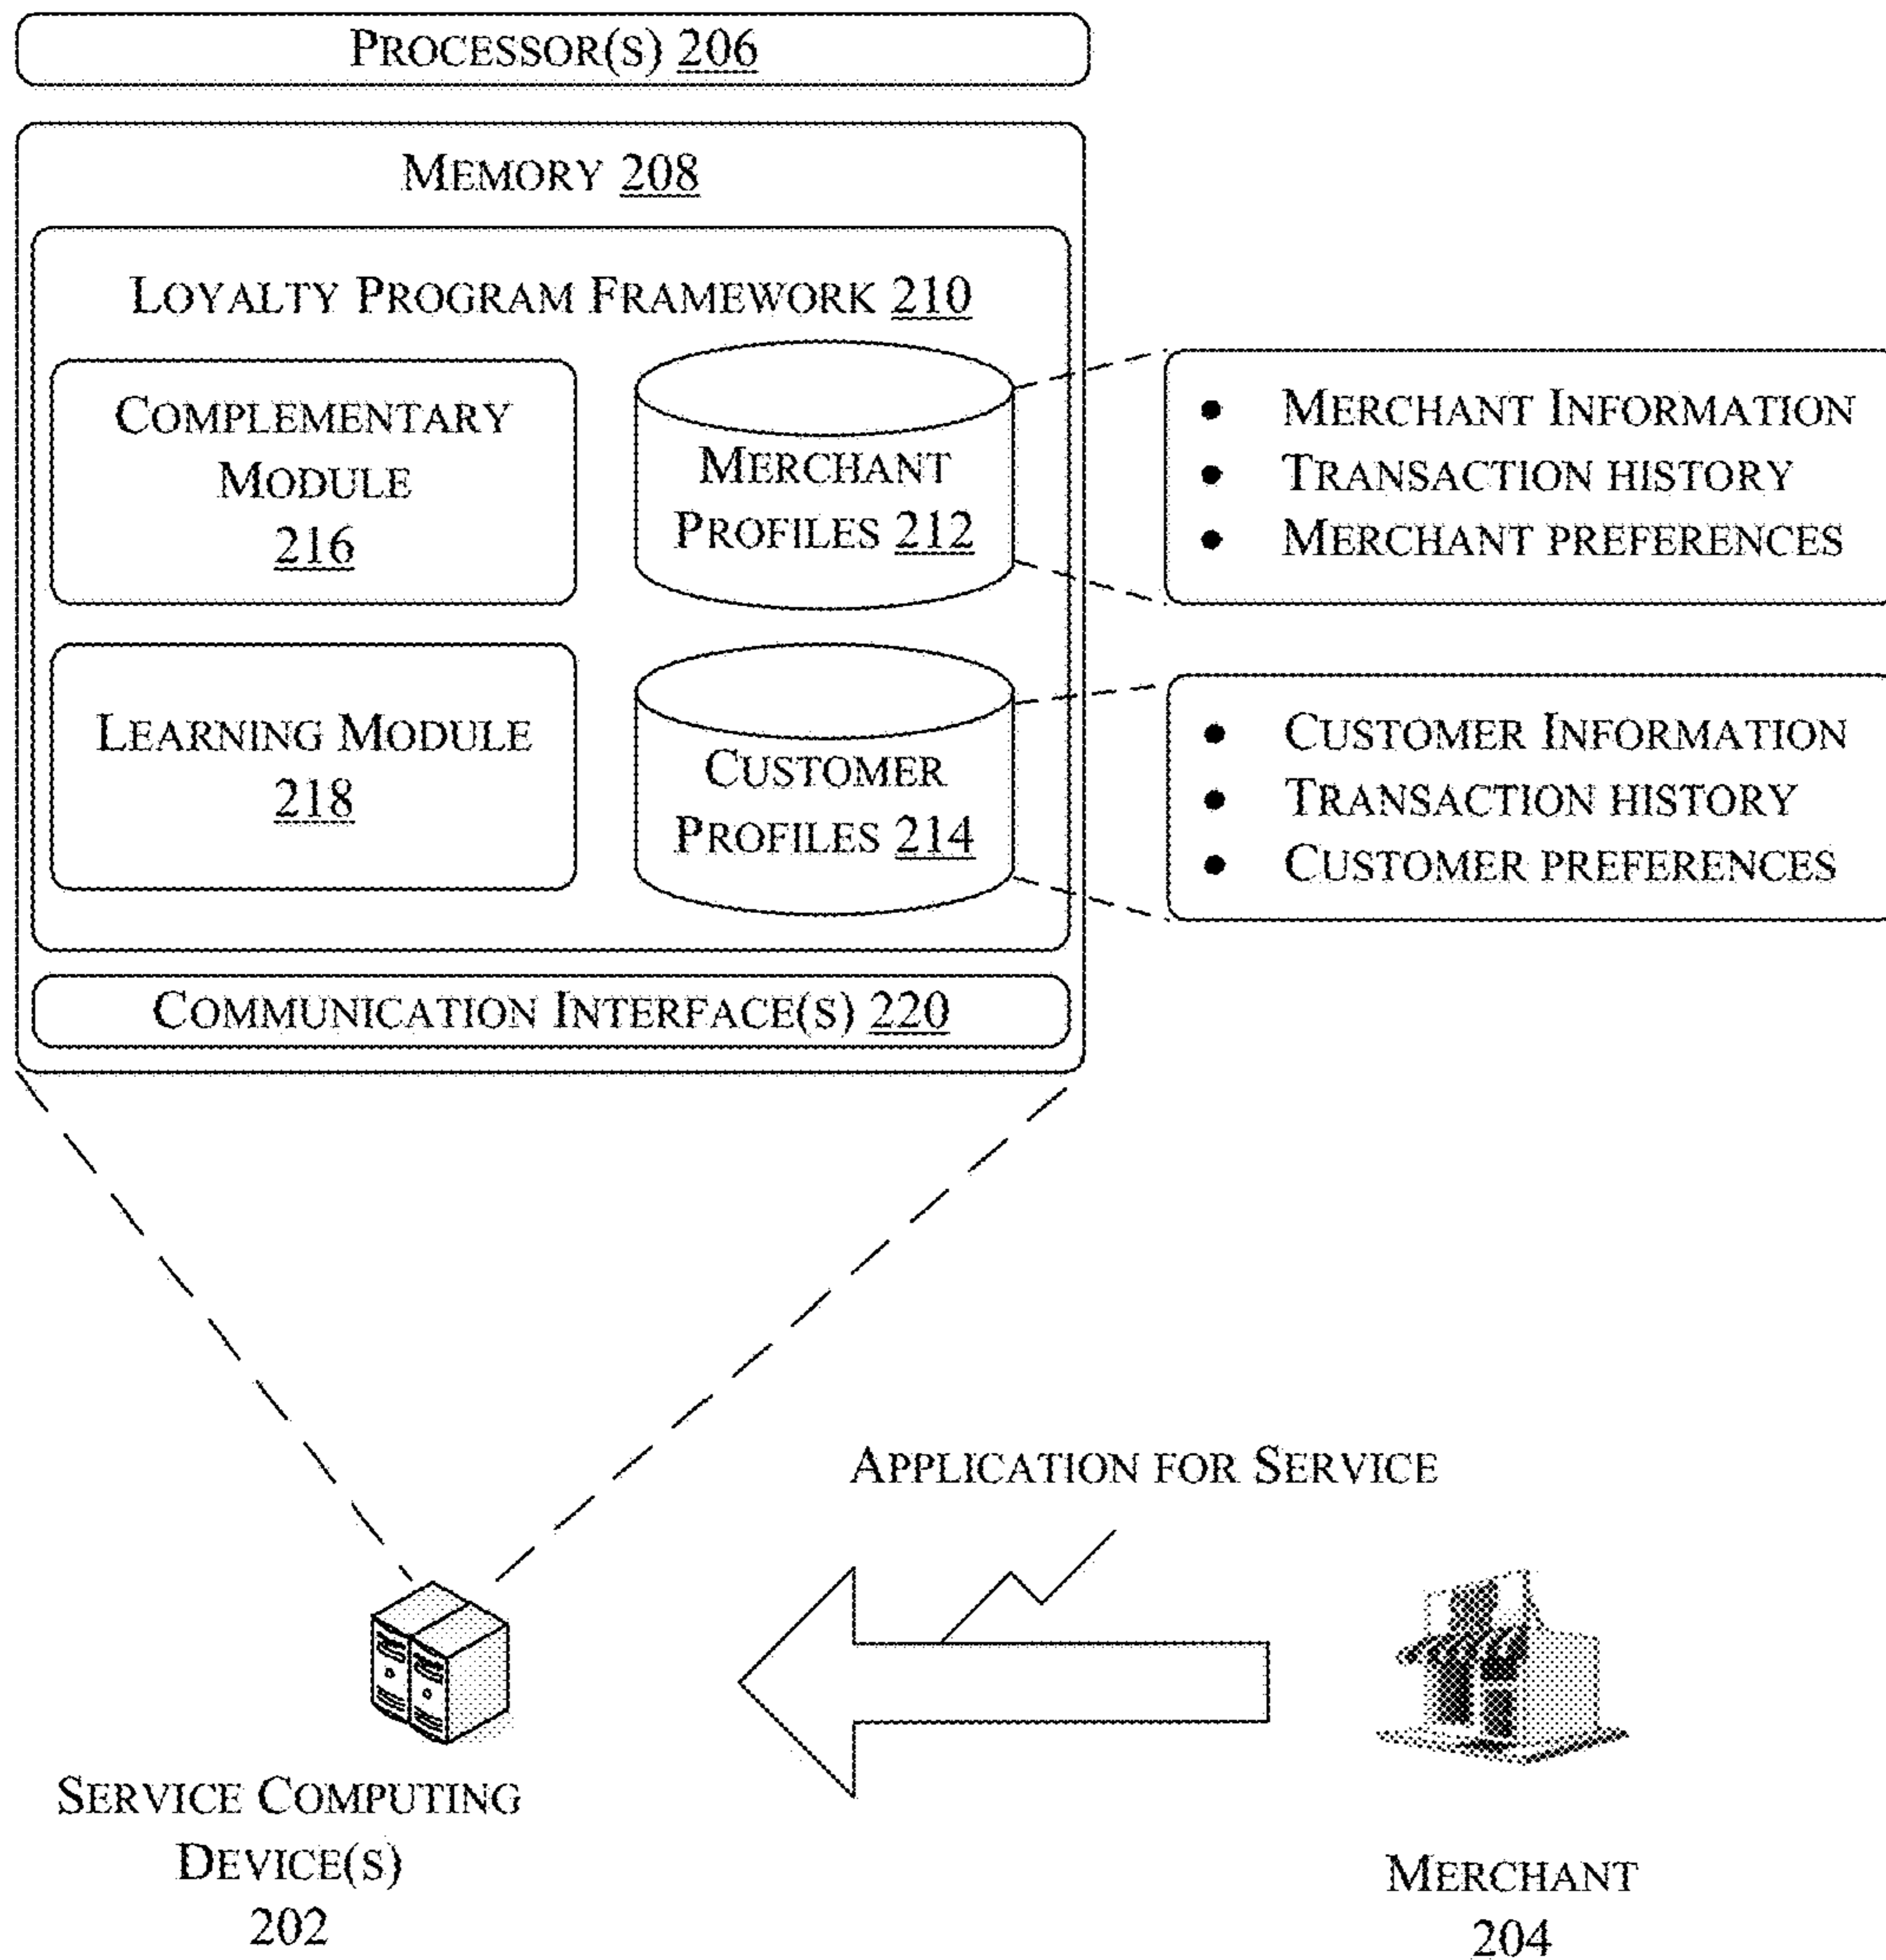 PROCESSOR(S) 206
MEMORY 208
LOYALTY PROGRAM FRAMEWORK 210
COMPLEMENTARY
MODULE
216
MERCHANT
PROFILES 212
• MERCHANT INFORMATION
• TRANSACTION HISTORY
• MERCHANT PREFERENCES
LEARNING MODULE
218
CUSTOMER
PROFILES 214
• CUSTOMER INFORMATION
• TRANSACTION HISTORY
• CUSTOMER PREFERENCES
COMMUNICATION INTERFACE(S) 220
APPLICATION FOR SERVICE
SERVICE COMPUTING
DEVICE(S)
202
MERCHANT
204